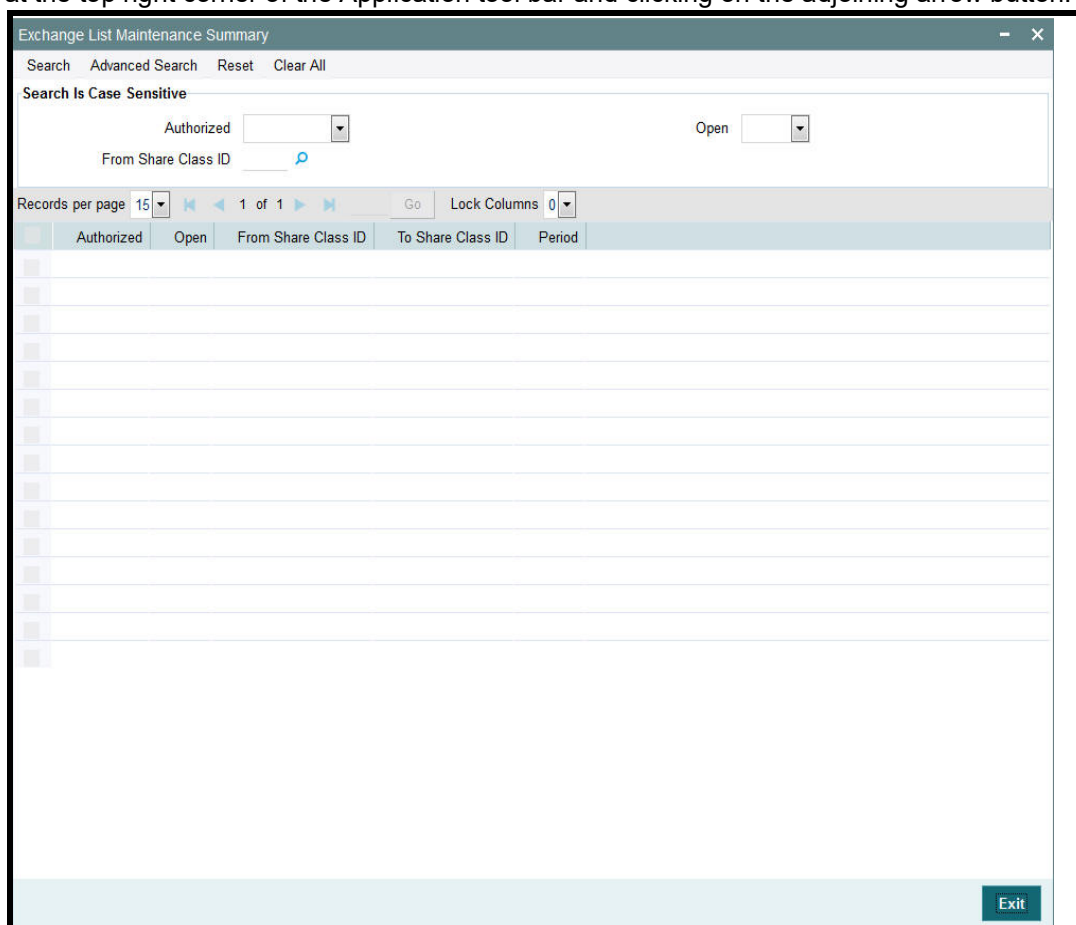 at the top right corner of the Application tool bar and clicking on the adjoining arrow button.
Exchange List Maintenance Summary
Search Advanced Search Reset Clear All
Search Is Case Sensitive
Authorized Open
From Share Class ID
Records per page 15 1 of 1 Go Lock Columns 0
Authorized Open From Share Class ID To Share Class ID Period
Exit